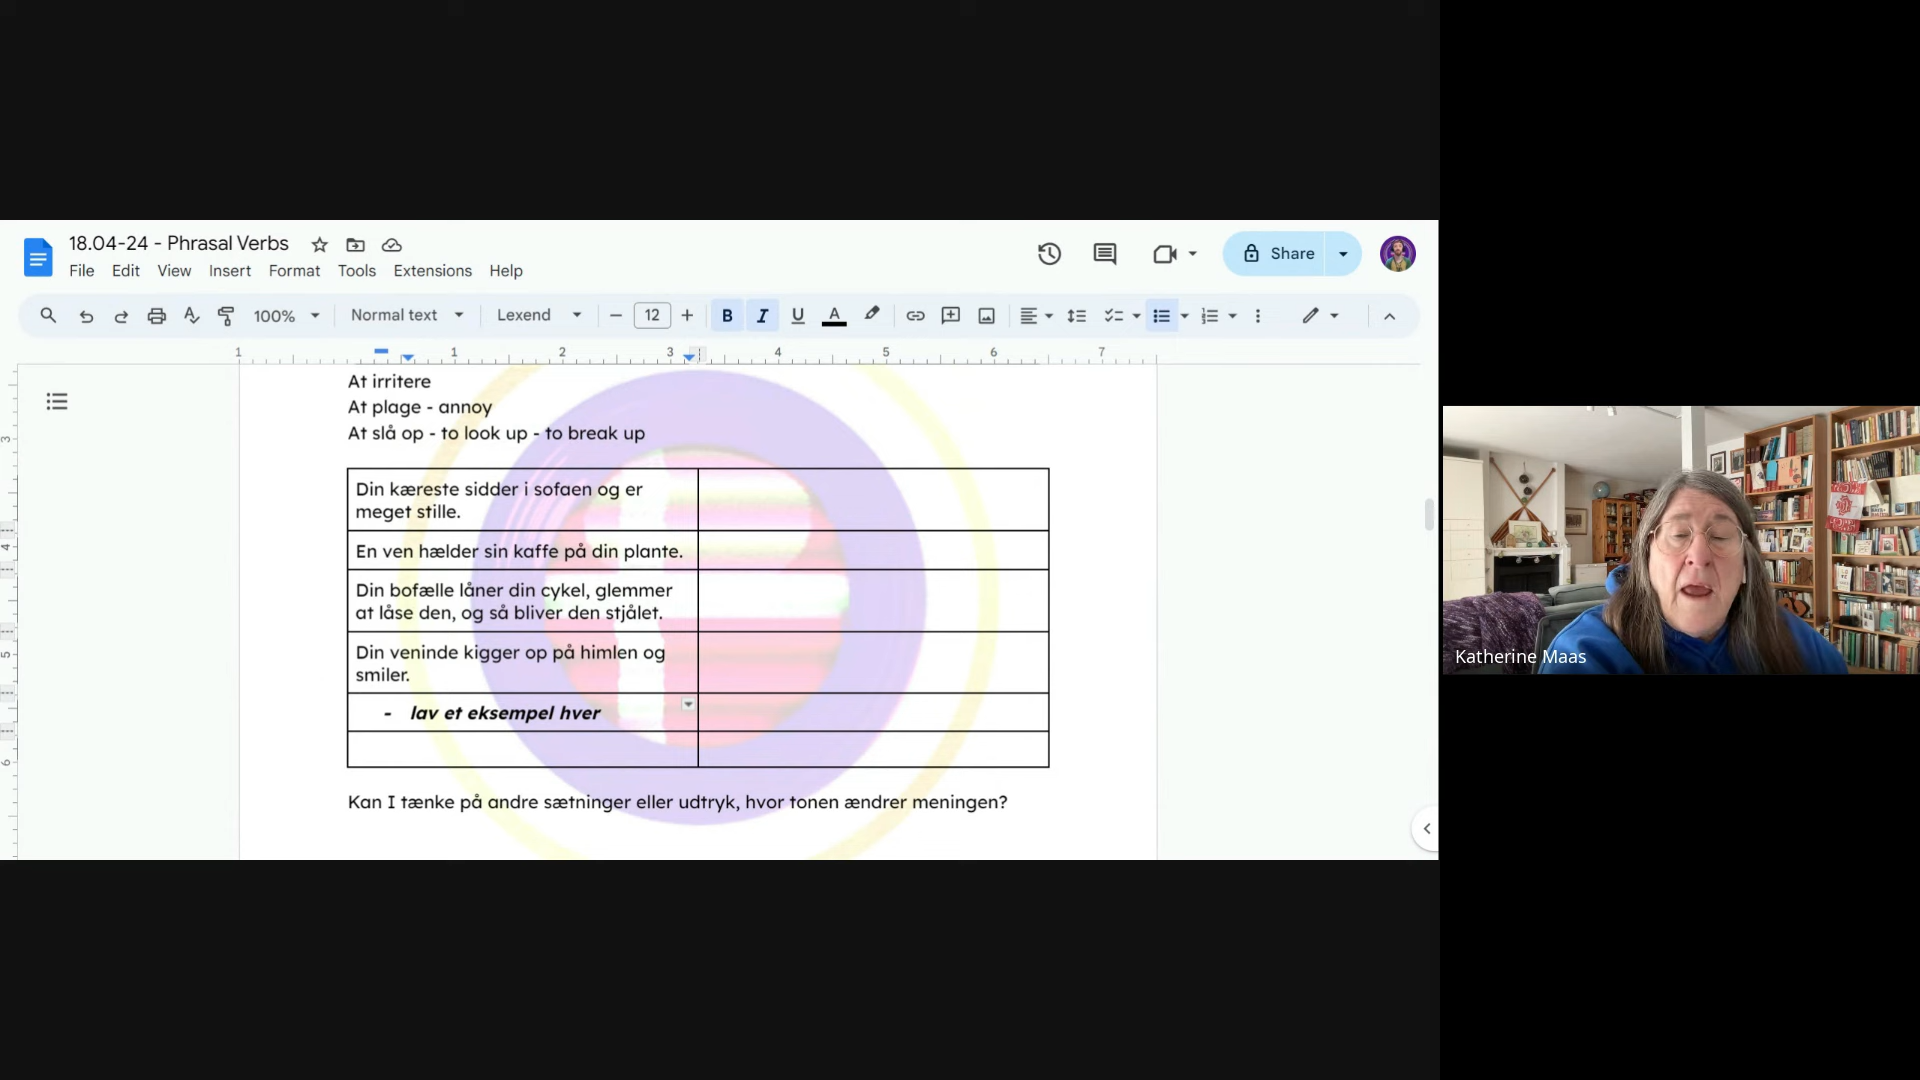 18.04-24 - Phrasal Verbs
File Edit View Insert Format Tools Extensions Help
Share
100% Normal text Lexend 12 B I U A
1 1 2 3 4 5 6 7
3
4
5
6
At irritere
At plage - annoy
At slå op - to look up - to break up
Din kæreste sidder i sofaen og er
meget stille.
En ven hælder sin kaffe på din plante.
Din bofælle låner din cykel, glemmer
at låse den, og så bliver den stjålet.
Din veninde kigger op på himlen og
smiler.
- lav et eksempel hver
Kan I tænke på andre sætninger eller udtryk, hvor tonen ændrer meningen?
Katherine Maas